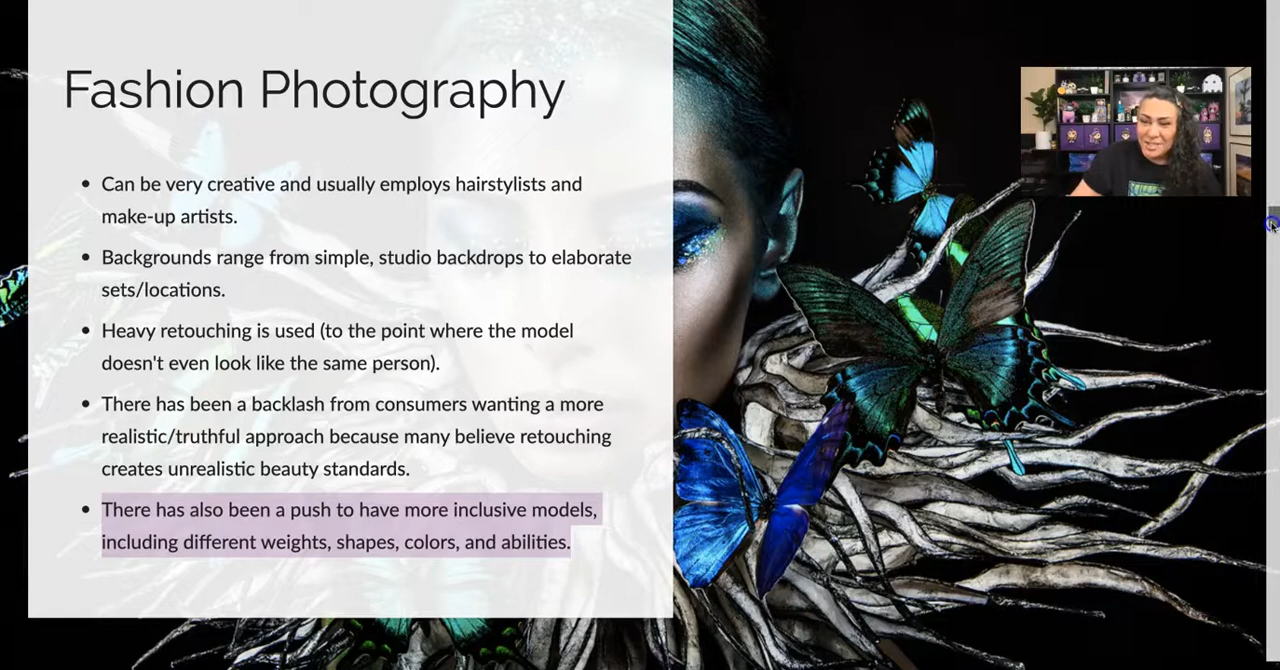 Fashion Photography
• Can be very creative and usually employs hairstylists and
make-up artists.
• Backgrounds range from simple, studio backdrops to elaborate
sets/locations.
• Heavy retouching is used (to the point where the model
doesn't even look like the same person).
• There has been a backlash from consumers wanting a more
realistic/truthful approach because many believe retouching
creates unrealistic beauty standards.
• There has also been a push to have more inclusive models,
including different weights, shapes, colors, and abilities.